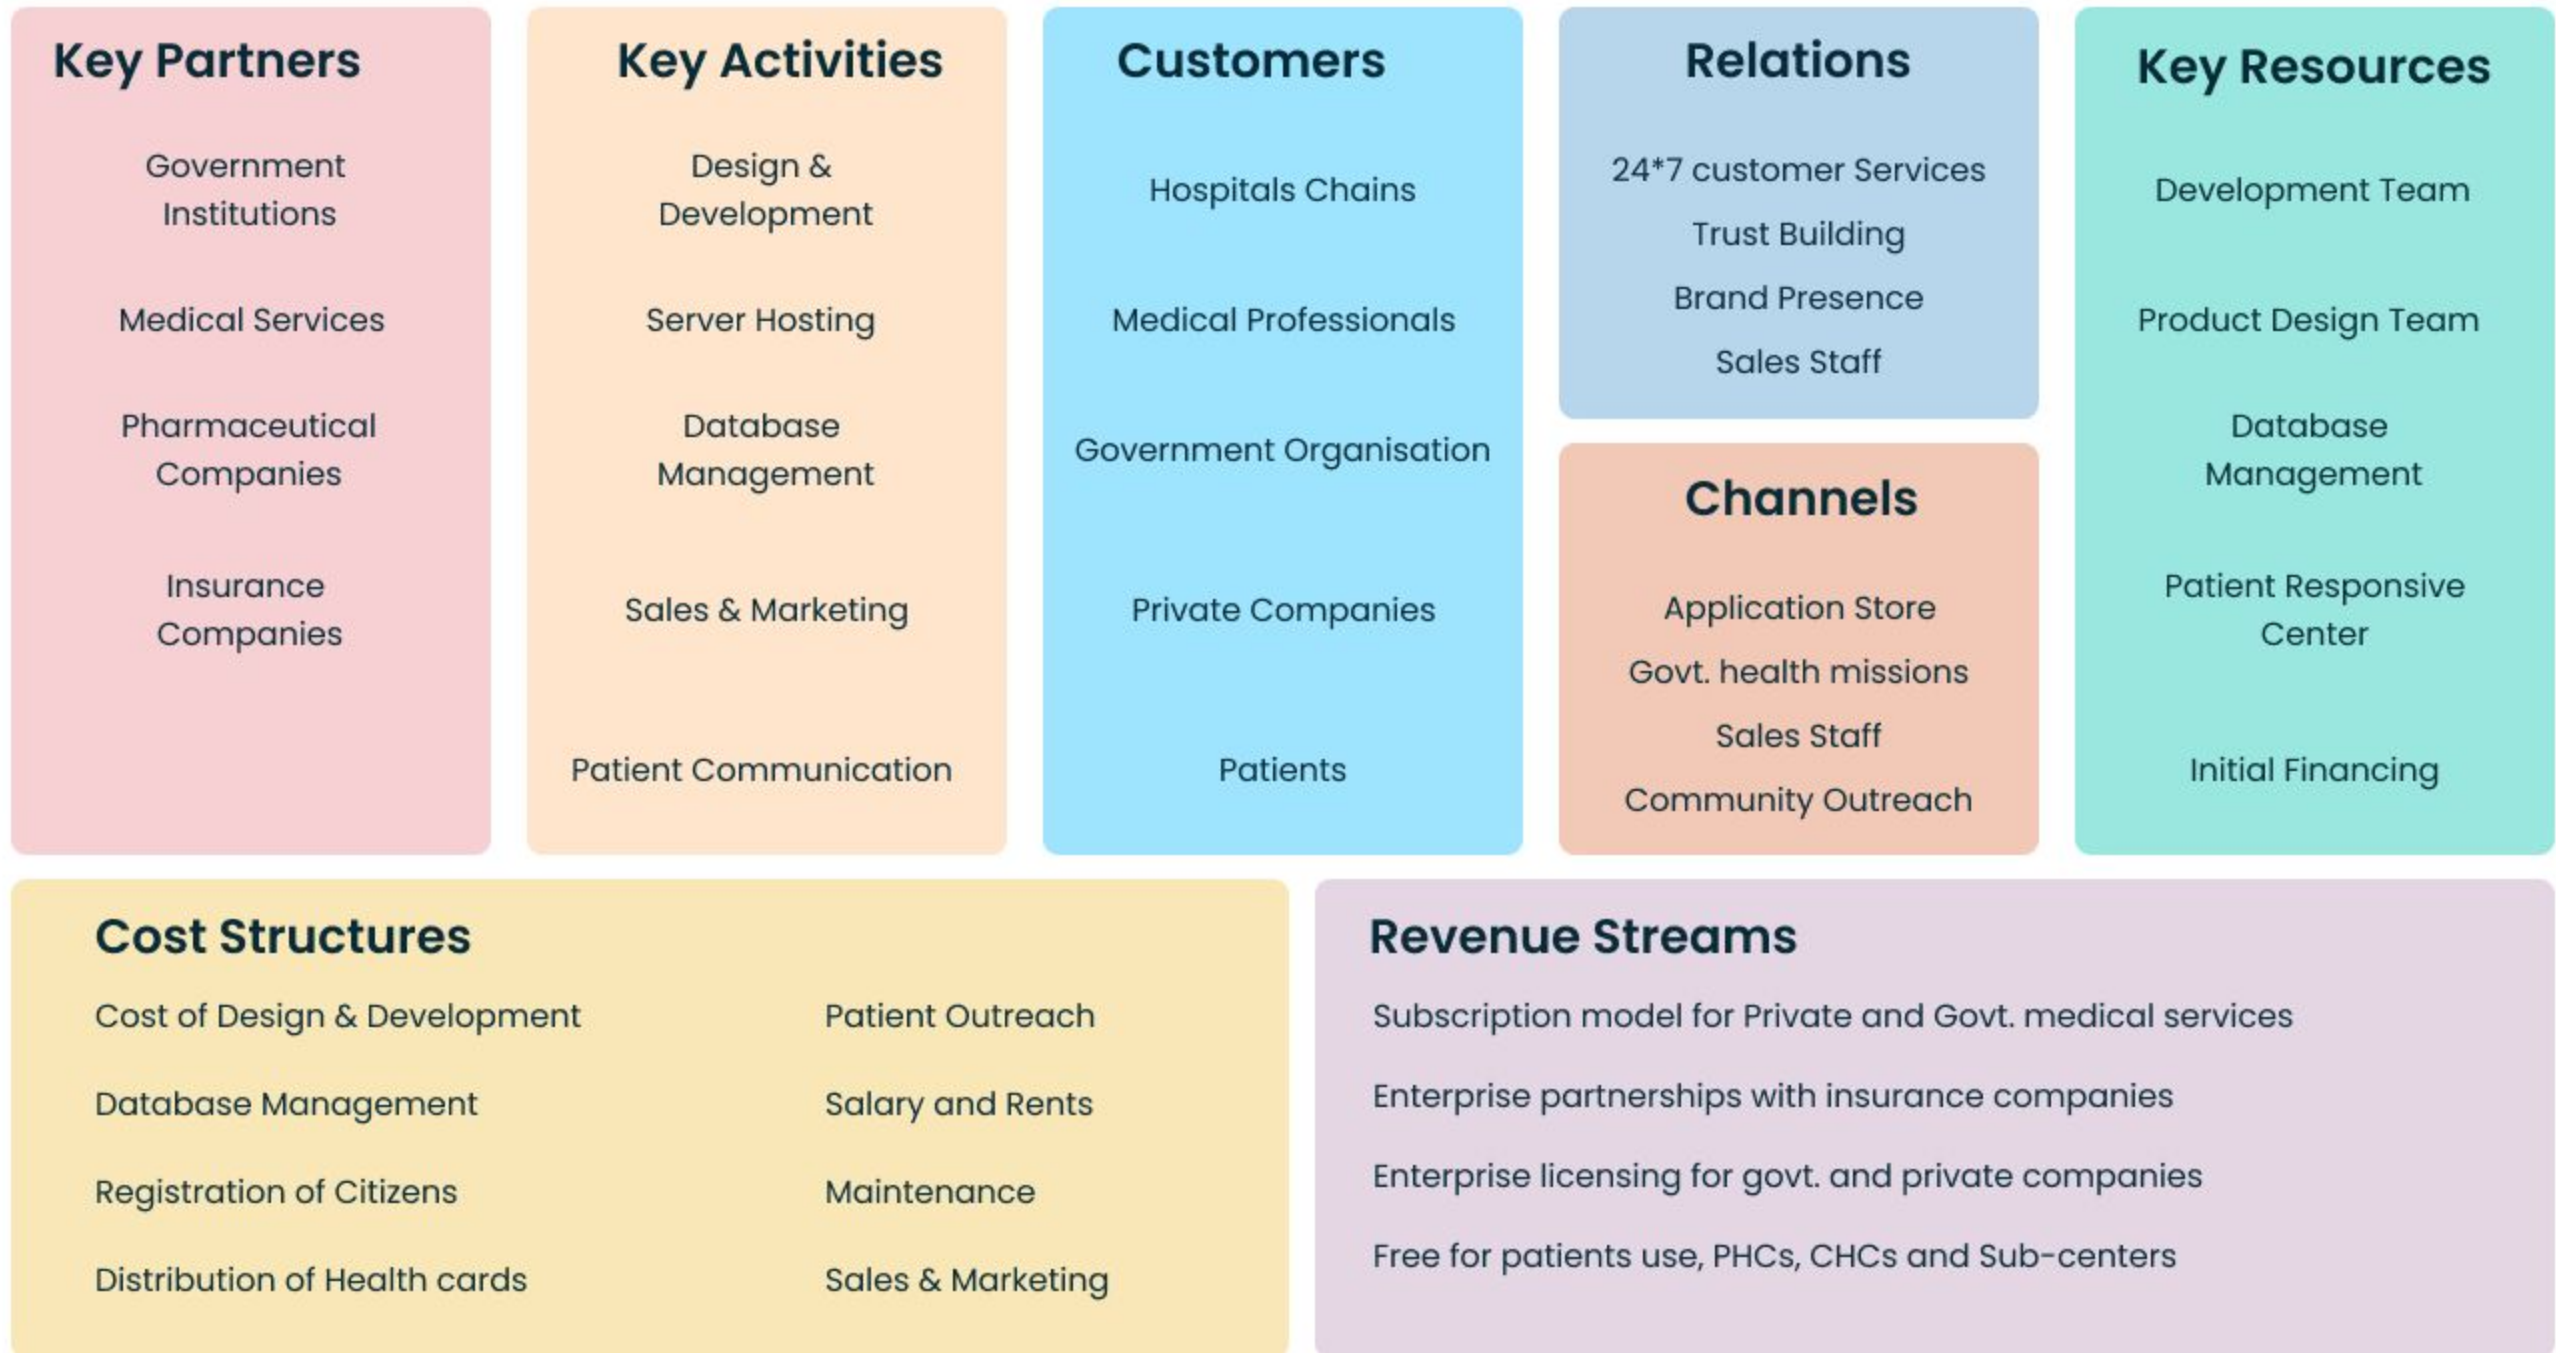 Key Partners
Government
Institutions
Medical Services
Pharmaceutical
Companies
Insurance
Companies
Key Activities
Design &
Development
Server Hosting
Database
Management
Sales & Marketing
Patient Communication
Customers
Hospitals Chains
Medical Professionals
Government Organisation
Private Companies
Patients
Relations
24*7 customer Services
Trust Building
Brand Presence
Sales Staff
Channels
Application Store
Govt. health missions
Sales Staff
Community Outreach
Key Resources
Development Team
Product Design Team
Database
Management
Patient Responsive
Center
Initial Financing
Cost Structures
Cost of Design & Development
Database Management
Registration of Citizens
Distribution of Health cards
Patient Outreach
Salary and Rents
Maintenance
Sales & Marketing
Revenue Streams
Subscription model for Private and Govt. medical services
Enterprise partnerships with insurance companies
Enterprise licensing for govt. and private companies
Free for patients use, PHCs, CHCs and Sub-centers